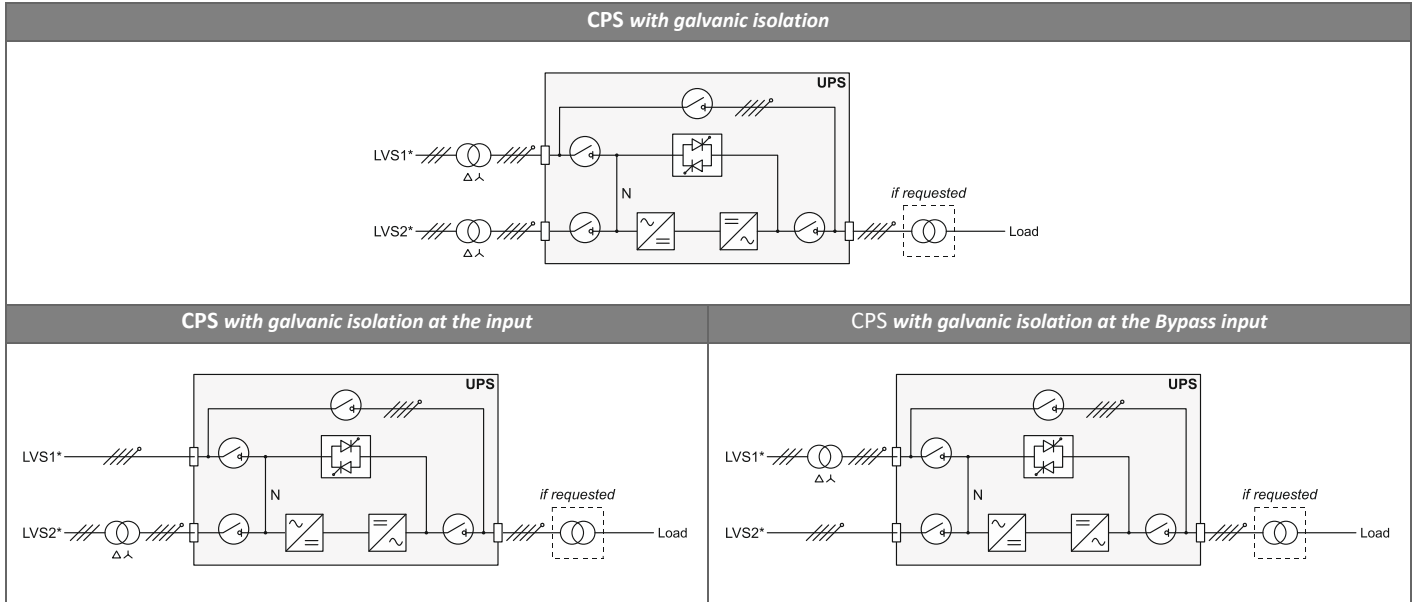 CPS with galvanic isolation
UPS
LVS1*
Δ⅄
N
if requested
LVS2*
Load
Δ⅄
CPS with galvanic isolation at the input
UPS
LVS1*
N
if requested
LVS2*
Load
Δ⅄
CPS with galvanic isolation at the Bypass input
UPS
LVS1*
Δ⅄
N
if requested
LVS2*
Load